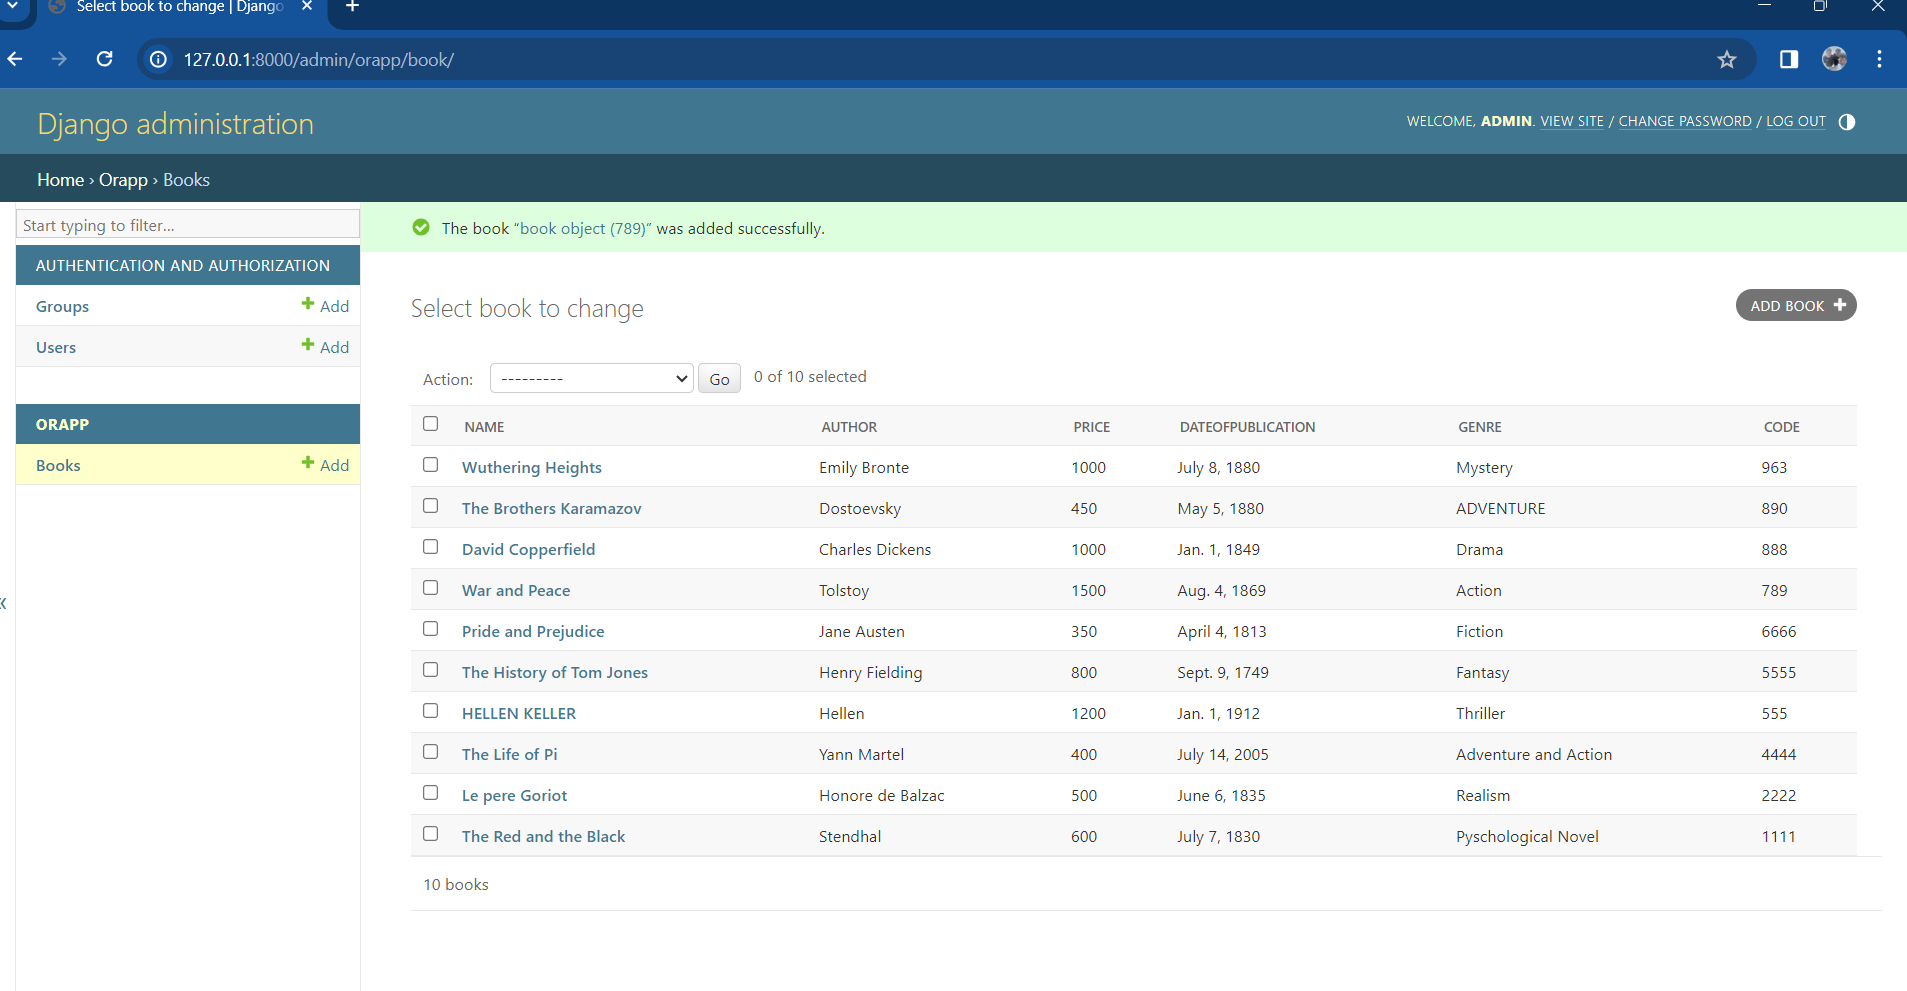 Select book to change | Django
127.0.0.1:8000/admin/orapp/book/
Django administration
WELCOME, ADMIN. VIEW SITE / CHANGE PASSWORD / LOG OUT
Home › Orapp › Books
Start typing to filter...
AUTHENTICATION AND AUTHORIZATION
Groups + Add
Users + Add
ORAPP
Books + Add
«
The book “book object (789)” was added successfully.
Select book to change
ADD BOOK +
Action: --------- Go 0 of 10 selected
NAME AUTHOR PRICE DATEOFPUBLICATION GENRE CODE
Wuthering Heights Emily Bronte 1000 July 8, 1880 Mystery 963
The Brothers Karamazov Dostoevsky 450 May 5, 1880 ADVENTURE 890
David Copperfield Charles Dickens 1000 Jan. 1, 1849 Drama 888
War and Peace Tolstoy 1500 Aug. 4, 1869 Action 789
Pride and Prejudice Jane Austen 350 April 4, 1813 Fiction 6666
The History of Tom Jones Henry Fielding 800 Sept. 9, 1749 Fantasy 5555
HELLEN KELLER Hellen 1200 Jan. 1, 1912 Thriller 555
The Life of Pi Yann Martel 400 July 14, 2005 Adventure and Action 4444
Le pere Goriot Honore de Balzac 500 June 6, 1835 Realism 2222
The Red and the Black Stendhal 600 July 7, 1830 Pyschological Novel 1111
10 books